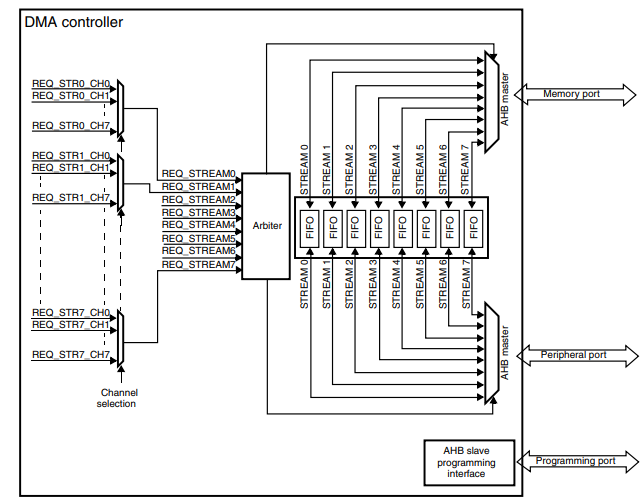 DMA controller
REQ_STR0_CH0
REQ_STR0_CH1
REQ_STR0_CH7
REQ_STR1_CH0
REQ_STR1_CH1
REQ_STR1_CH7
REQ_STR7_CH0
REQ_STR7_CH1
REQ_STR7_CH7
Channel
selection
REQ_STREAM0
REQ_STREAM1
REQ_STREAM2
REQ_STREAM3
REQ_STREAM4
REQ_STREAM5
REQ_STREAM6
REQ_STREAM7
Arbiter
STREAM 0
STREAM 1
STREAM 2
STREAM 3
STREAM 4
STREAM 5
STREAM 6
STREAM 7
FIFO
FIFO
FIFO
FIFO
FIFO
FIFO
FIFO
FIFO
STREAM 0
STREAM 1
STREAM 2
STREAM 3
STREAM 4
STREAM 5
STREAM 6
STREAM 7
AHB master
Memory port
AHB master
Peripheral port
AHB slave
programming
interface
Programming port